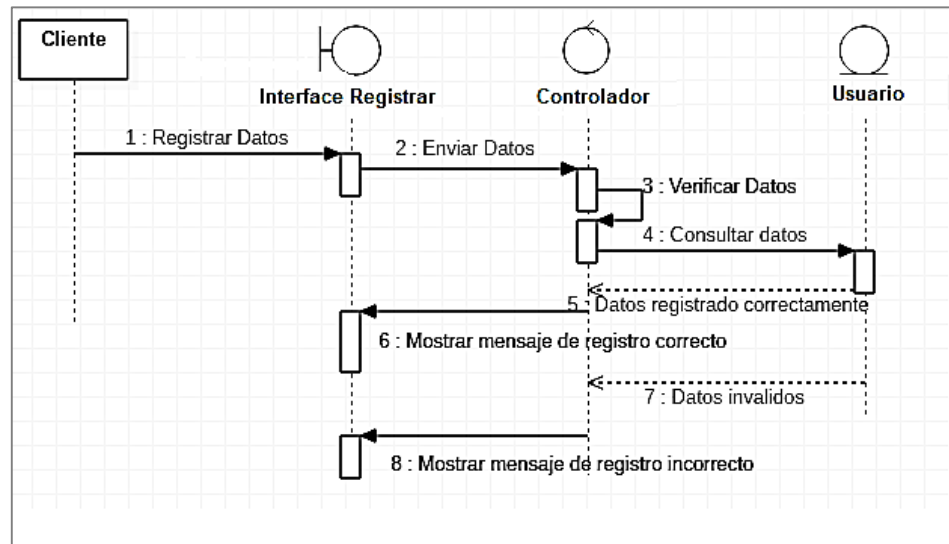 Cliente
Interface Registrar
Controlador
Usuario
1 : Registrar Datos
2 : Enviar Datos
3 : Verificar Datos
4 : Consultar datos
5 : Datos registrado correctamente
6 : Mostrar mensaje de registro correcto
7 : Datos invalidos
8 : Mostrar mensaje de registro incorrecto